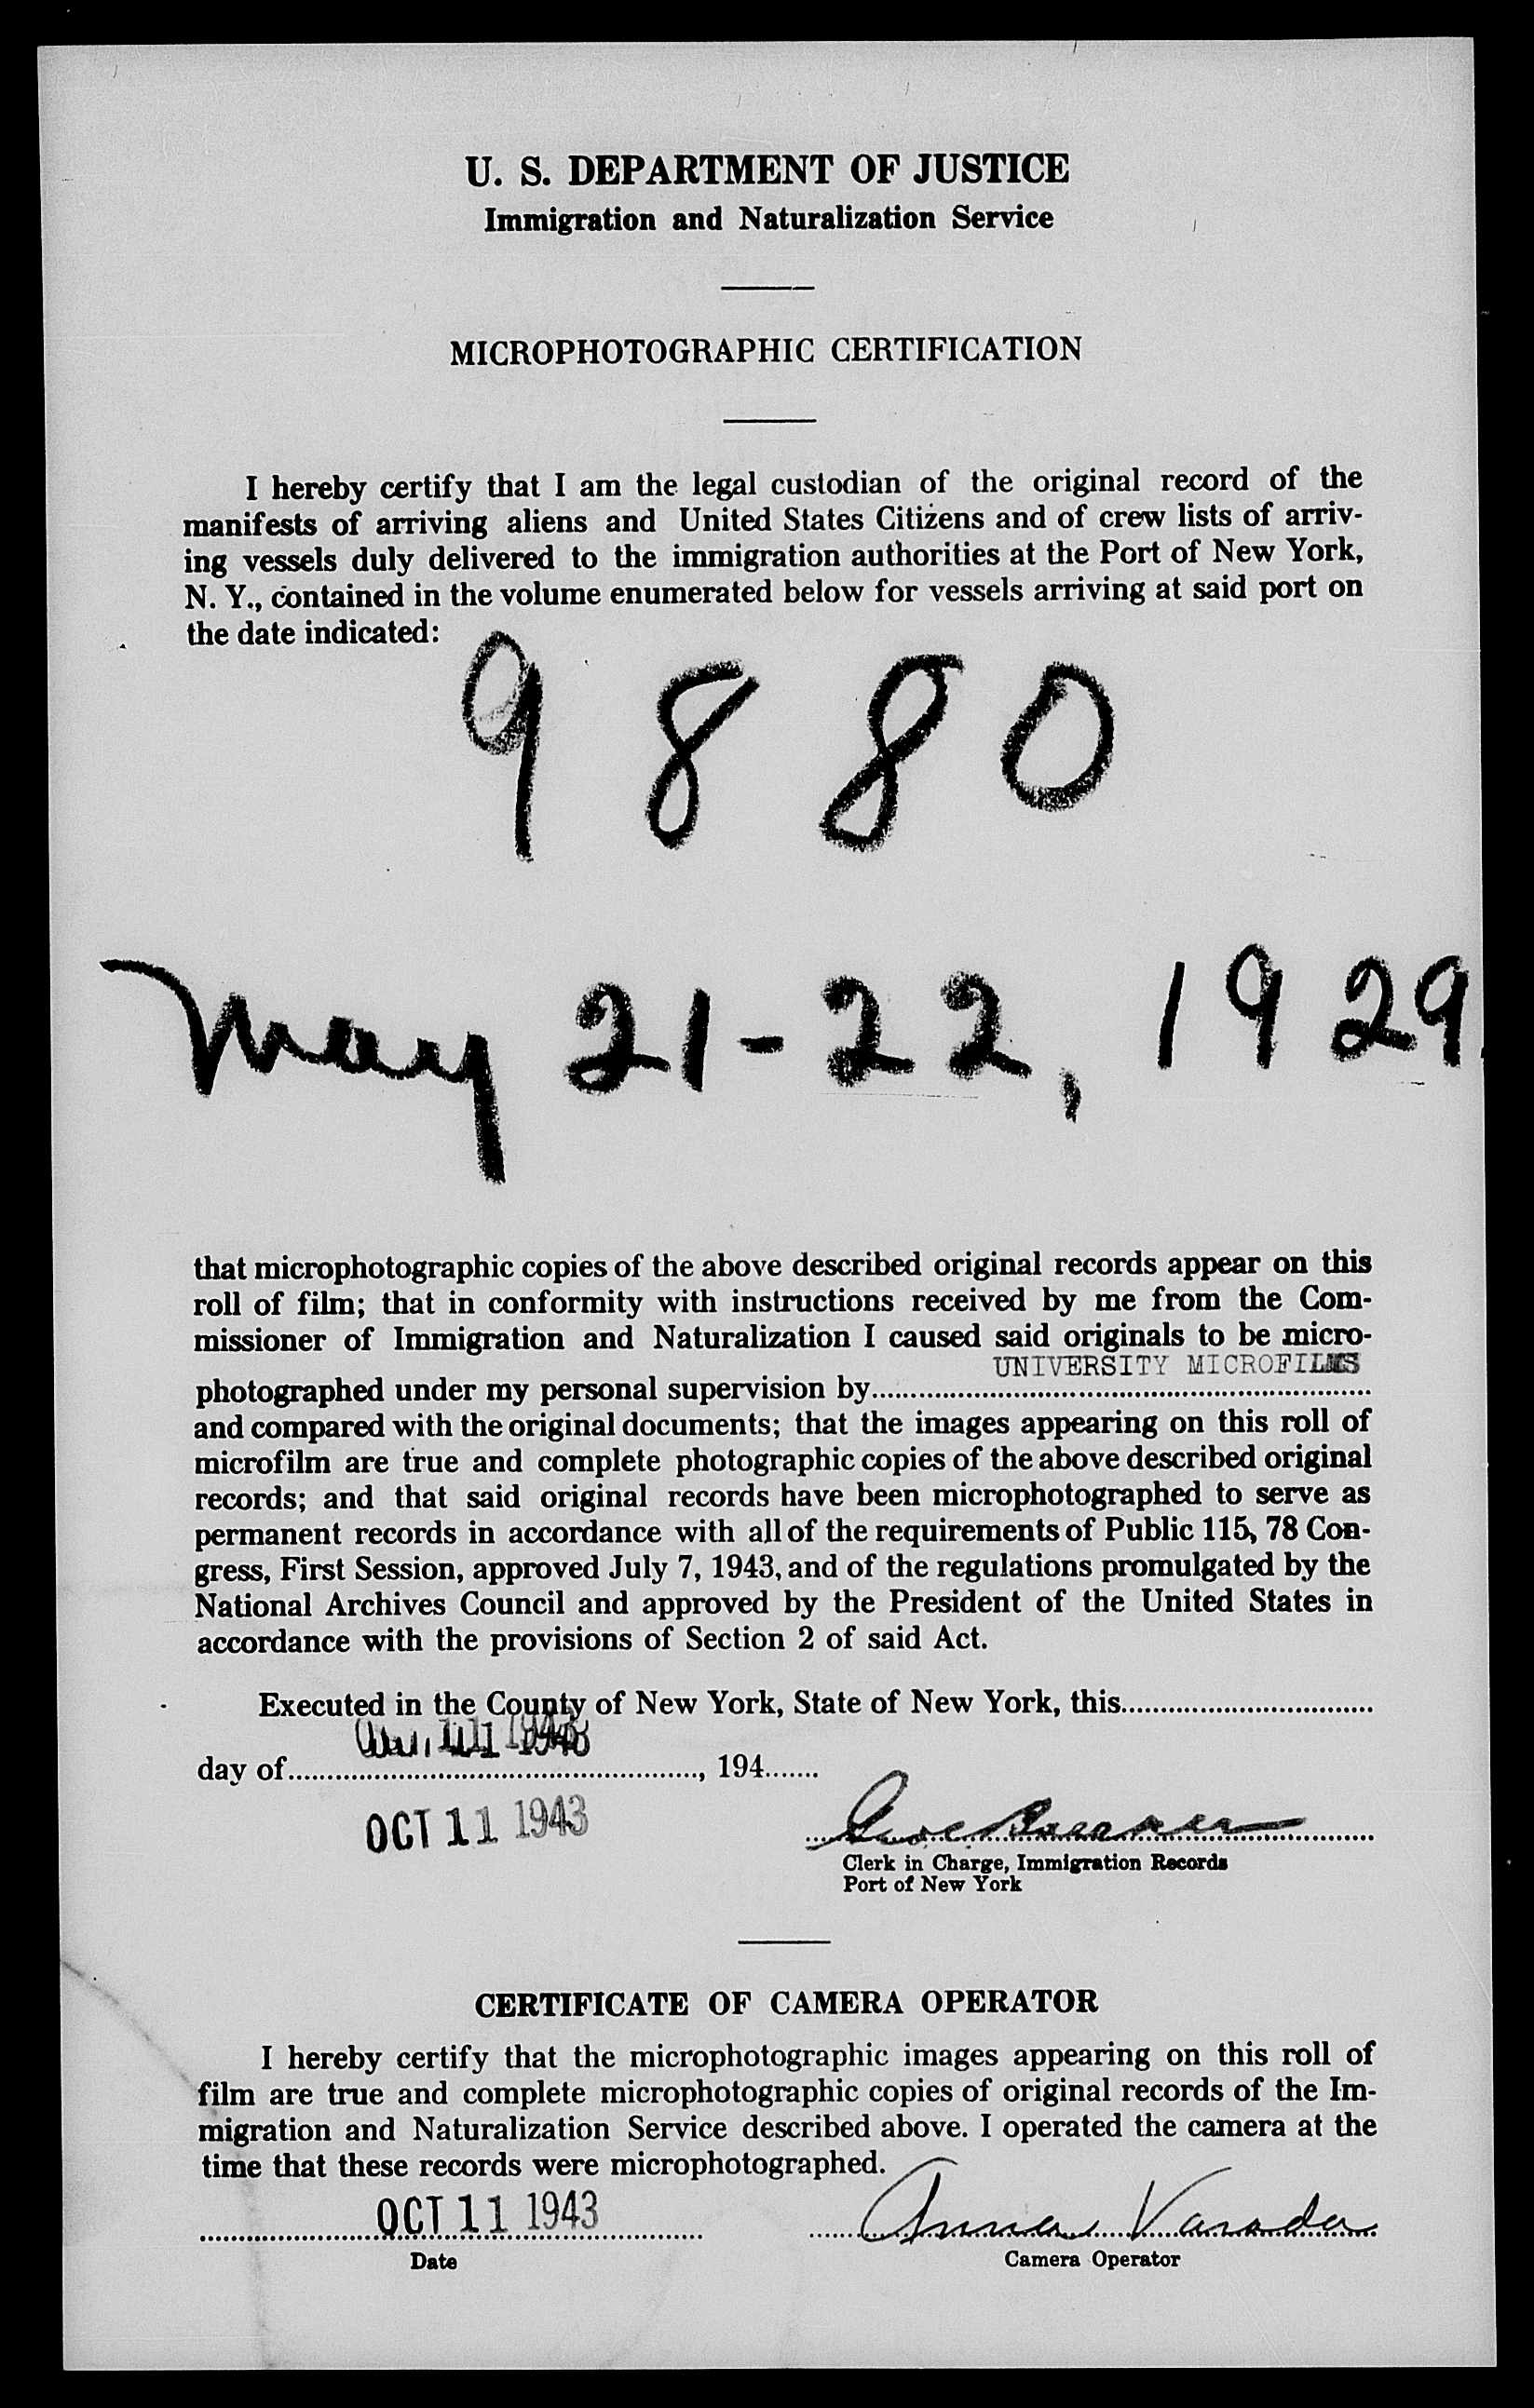 U. S. DEPARTMENT OF JUSTICE
Immigration and Naturalization Service
MICROPHOTOGRAPHIC CERTIFICATION
I hereby certify that I am the legal custodian of the original record of the
manifests of arriving aliens and United States Citizens and of crew lists of arriv-
ing vessels duly delivered to the immigration authorities at the Port of New York,
N. Y., contained in the volume enumerated below for vessels arriving at said port on
the date indicated:
9880
May 21-22, 1929.
that microphotographic copies of the above described original records appear on this
roll of film; that in conformity with instructions received by me from the Com-
missioner of Immigration and Naturalization I caused said originals to be micro-
UNIVERSITY MICROFILMS
photographed under my personal supervision by
and compared with the original documents; that the images appearing on this roll of
microfilm are true and complete photographic copies of the above described original
records; and that said original records have been microphotographed to serve as
permanent records in accordance with all of the requirements of Public 115, 78 Con-
gress, First Session, approved July 7, 1943, and of the regulations promulgated by the
National Archives Council and approved by the President of the United States in
accordance with the provisions of Section 2 of said Act.
Executed in the County of New York, State of New York, this
day of , 194
OCT 11 1943
Clerk in Charge, Immigration Records
Port of New York
CERTIFICATE OF CAMERA OPERATOR
I hereby certify that the microphotographic images appearing on this roll of
film are true and complete microphotographic copies of original records of the Im-
migration and Naturalization Service described above. I operated the camera at the
time that these records were microphotographed.
OCT 11 1943 Anna
Date
Camera Operator